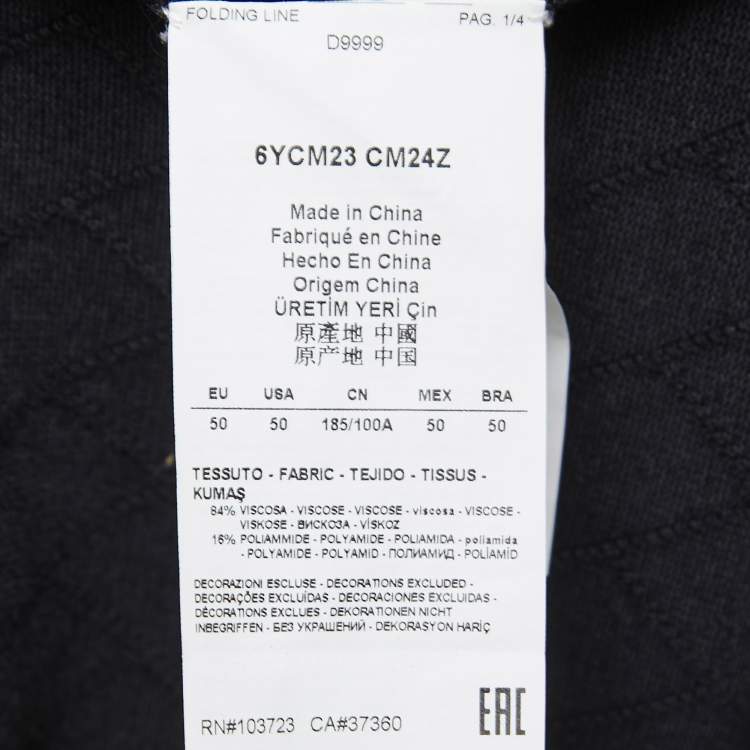 FOLDING LINE PAG. 1/4
D9999
6YCM23 CM24Z
Made in China
Fabriqué en Chine
Hecho En China
Origem China
ÜRETİM YERİ Çin
原產地 中國
原产地 中国
EU USA CN MEX BRA
50 50 185/100A 50 50
TESSUTO - FABRIC - TEJIDO - TISSUS -
KUMAŞ
84% VISCOSA - VISCOSE - VISCOSE - viscosa - VISCOSE -
VISKOSE - ВИСКОЗА - VİSKOZ
16% POLIAMMIDE - POLYAMIDE - POLIAMIDA - poliamida
- POLYAMIDE - POLYAMID - ПОЛИАМИД - POLİAMİD
DECORAZIONI ESCLUSE - DECORATIONS EXCLUDED -
DECORAÇÕES EXCLUÍDAS - DECORACIONES EXCLUIDAS -
DÉCORATIONS EXCLUES - DEKORATIONEN NICHT
INBEGRIFFEN - БЕЗ УКРАШЕНИЙ - DEKORASYON HARİÇ
RN#103723 CA#37360 EAC